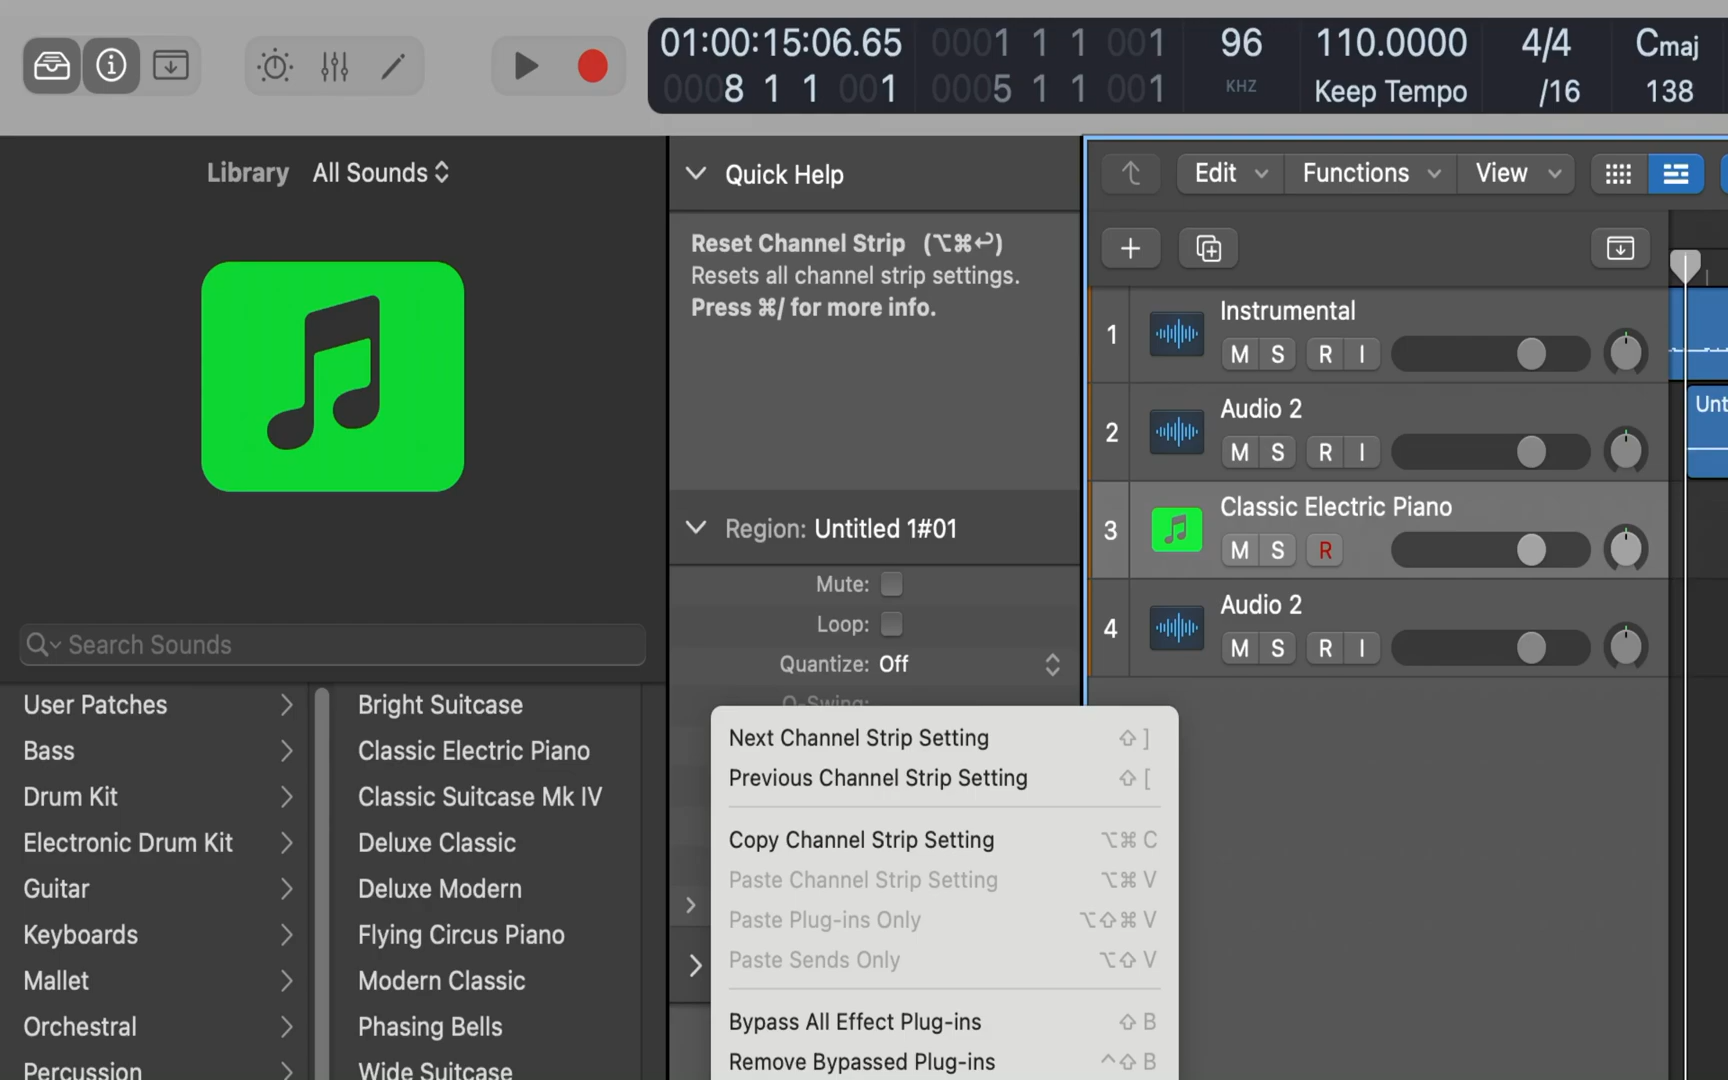 01:00:15:06.65
0001 1 1 001
96
110.0000
4/4
Cmaj
0008 1 1 001
0005 1 1 001
KHZ
Keep Tempo
/16
138
Library All Sounds
Quick Help
Edit
Functions
View
Reset Channel Strip (⌥⌘↩)
Resets all channel strip settings.
Press ⌘/ for more info.
1
Instrumental
M S R I
2
Audio 2
M S R I
Unt
3
Classic Electric Piano
M S R
4
Audio 2
M S R I
Region: Untitled 1#01
Mute:
Loop:
Quantize: Off
Q-Swing:
Search Sounds
User Patches
Bass
Drum Kit
Electronic Drum Kit
Guitar
Keyboards
Mallet
Orchestral
Percussion
Bright Suitcase
Classic Electric Piano
Classic Suitcase Mk IV
Deluxe Classic
Deluxe Modern
Flying Circus Piano
Modern Classic
Phasing Bells
Wide Suitcase
Next Channel Strip Setting ⇧ ]
Previous Channel Strip Setting ⇧ [
Copy Channel Strip Setting ⌥⌘ C
Paste Channel Strip Setting ⌥⌘ V
Paste Plug-ins Only ⌥⇧⌘ V
Paste Sends Only ⌥⇧ V
Bypass All Effect Plug-ins ⇧ B
Remove Bypassed Plug-ins ^⇧ B